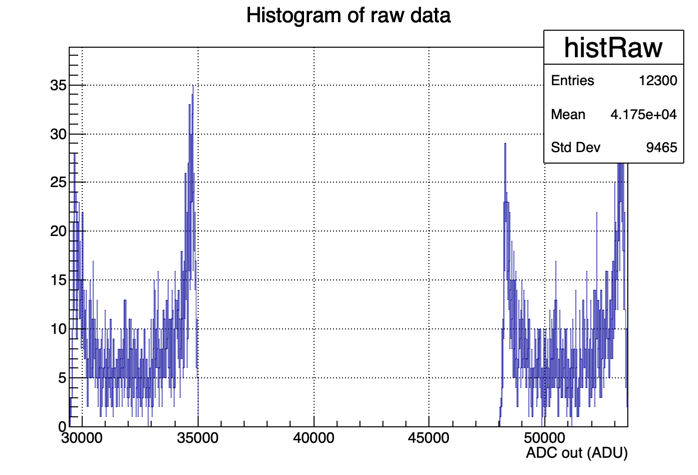 Histogram of raw data
histRaw
Entries 12300
Mean 4.175e+04
Std Dev 9465
35
30
25
20
15
10
5
0
30000 35000 40000 45000 50000
ADC out (ADU)